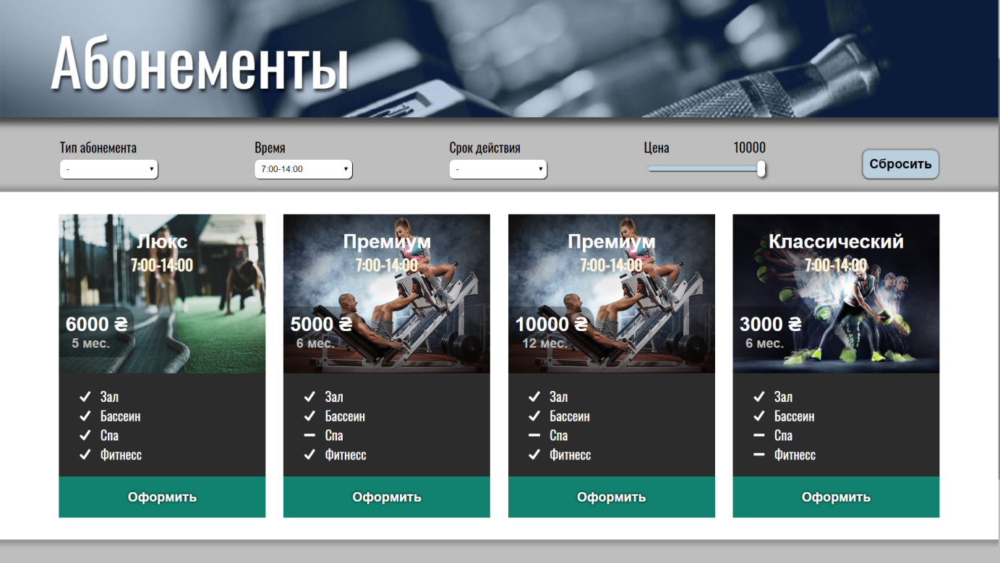 Абонементы
Тип абонемента Время Срок действия Цена 10000
- 7:00-14:00 - Сбросить
Люкс
7:00-14:00
6000 ₴
5 мес.
Зал
Бассеин
Спа
Фитнесс
Оформить
Премиум
7:00-14:00
5000 ₴
6 мес.
Зал
Бассеин
Спа
Фитнесс
Оформить
Премиум
7:00-14:00
10000 ₴
12 мес.
Зал
Бассеин
Спа
Фитнесс
Оформить
Классический
7:00-14:00
3000 ₴
6 мес.
Зал
Бассеин
Спа
Фитнесс
Оформить